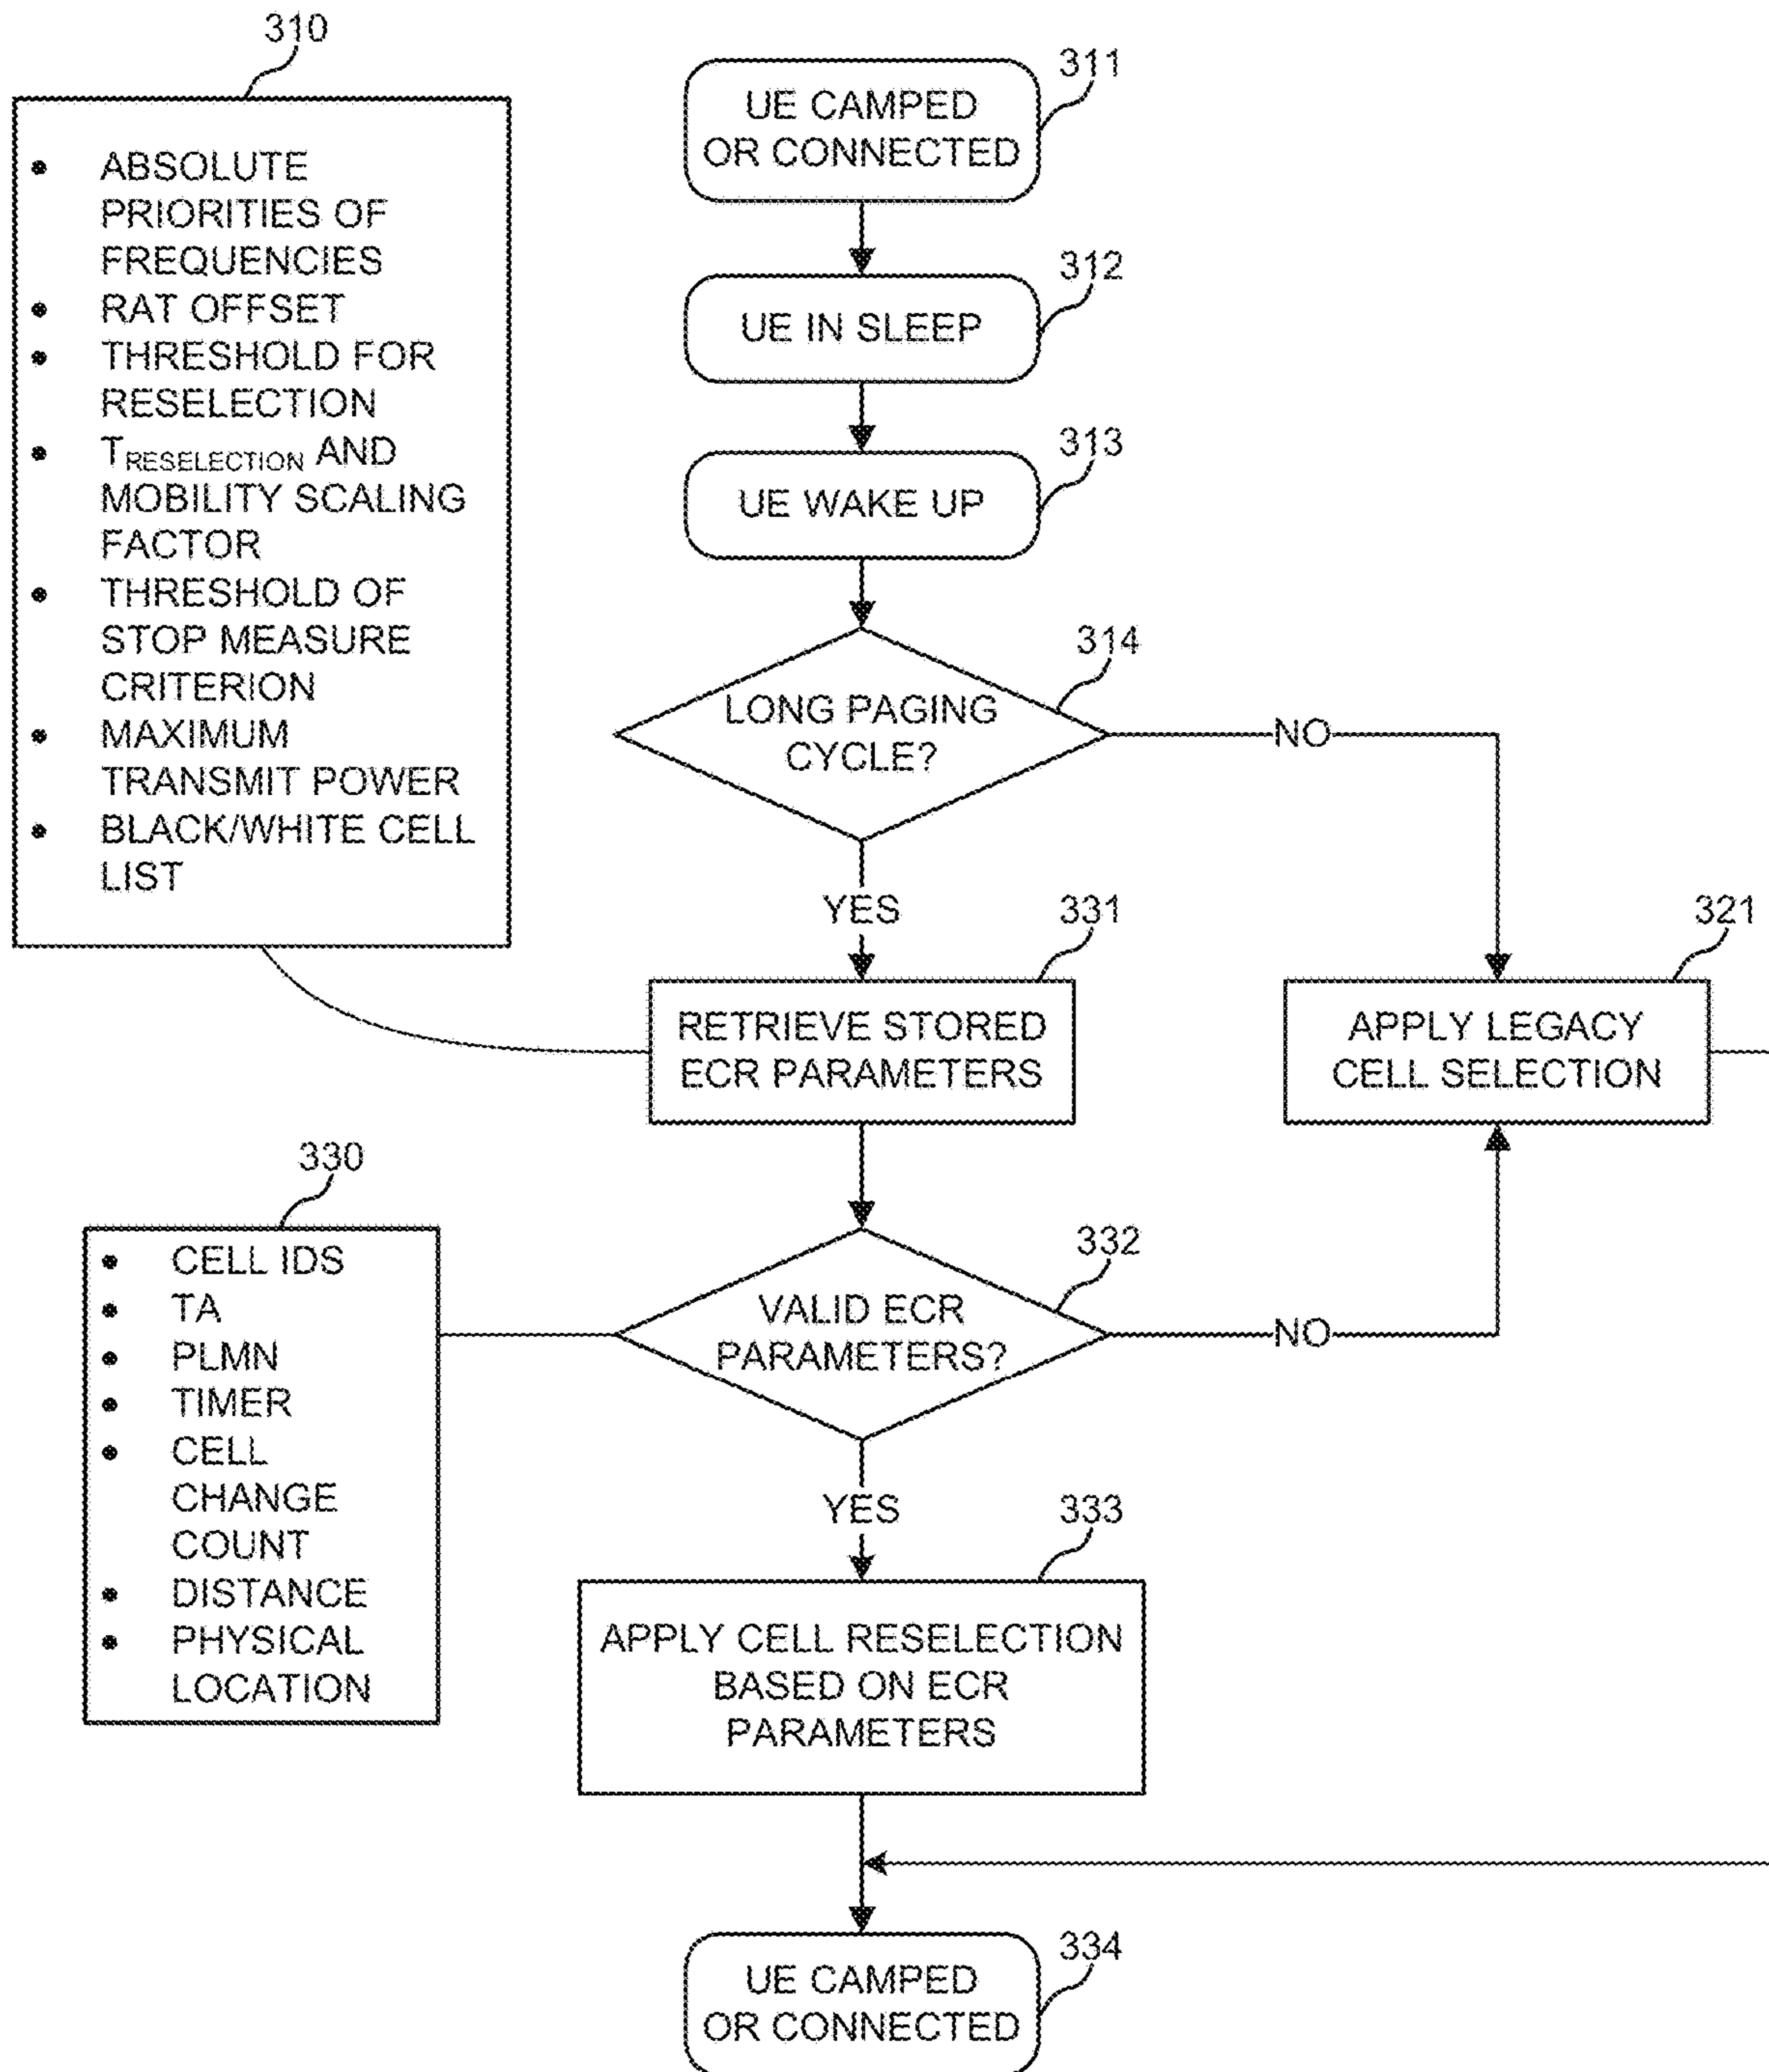 310
• ABSOLUTE
PRIORITIES OF
FREQUENCIES
• RAT OFFSET
• THRESHOLD FOR
RESELECTION
• TRESELECTION AND
MOBILITY SCALING
FACTOR
• THRESHOLD OF
STOP MEASURE
CRITERION
• MAXIMUM
TRANSMIT POWER
• BLACK/WHITE CELL
LIST
311
UE CAMPED
OR CONNECTED
312
UE IN SLEEP
313
UE WAKE UP
314
LONG PAGING
CYCLE?
NO
YES
331
RETRIEVE STORED
ECR PARAMETERS
321
APPLY LEGACY
CELL SELECTION
330
• CELL IDS
• TA
• PLMN
• TIMER
• CELL
CHANGE
COUNT
• DISTANCE
• PHYSICAL
LOCATION
332
VALID ECR
PARAMETERS?
NO
YES
333
APPLY CELL RESELECTION
BASED ON ECR
PARAMETERS
334
UE CAMPED
OR CONNECTED